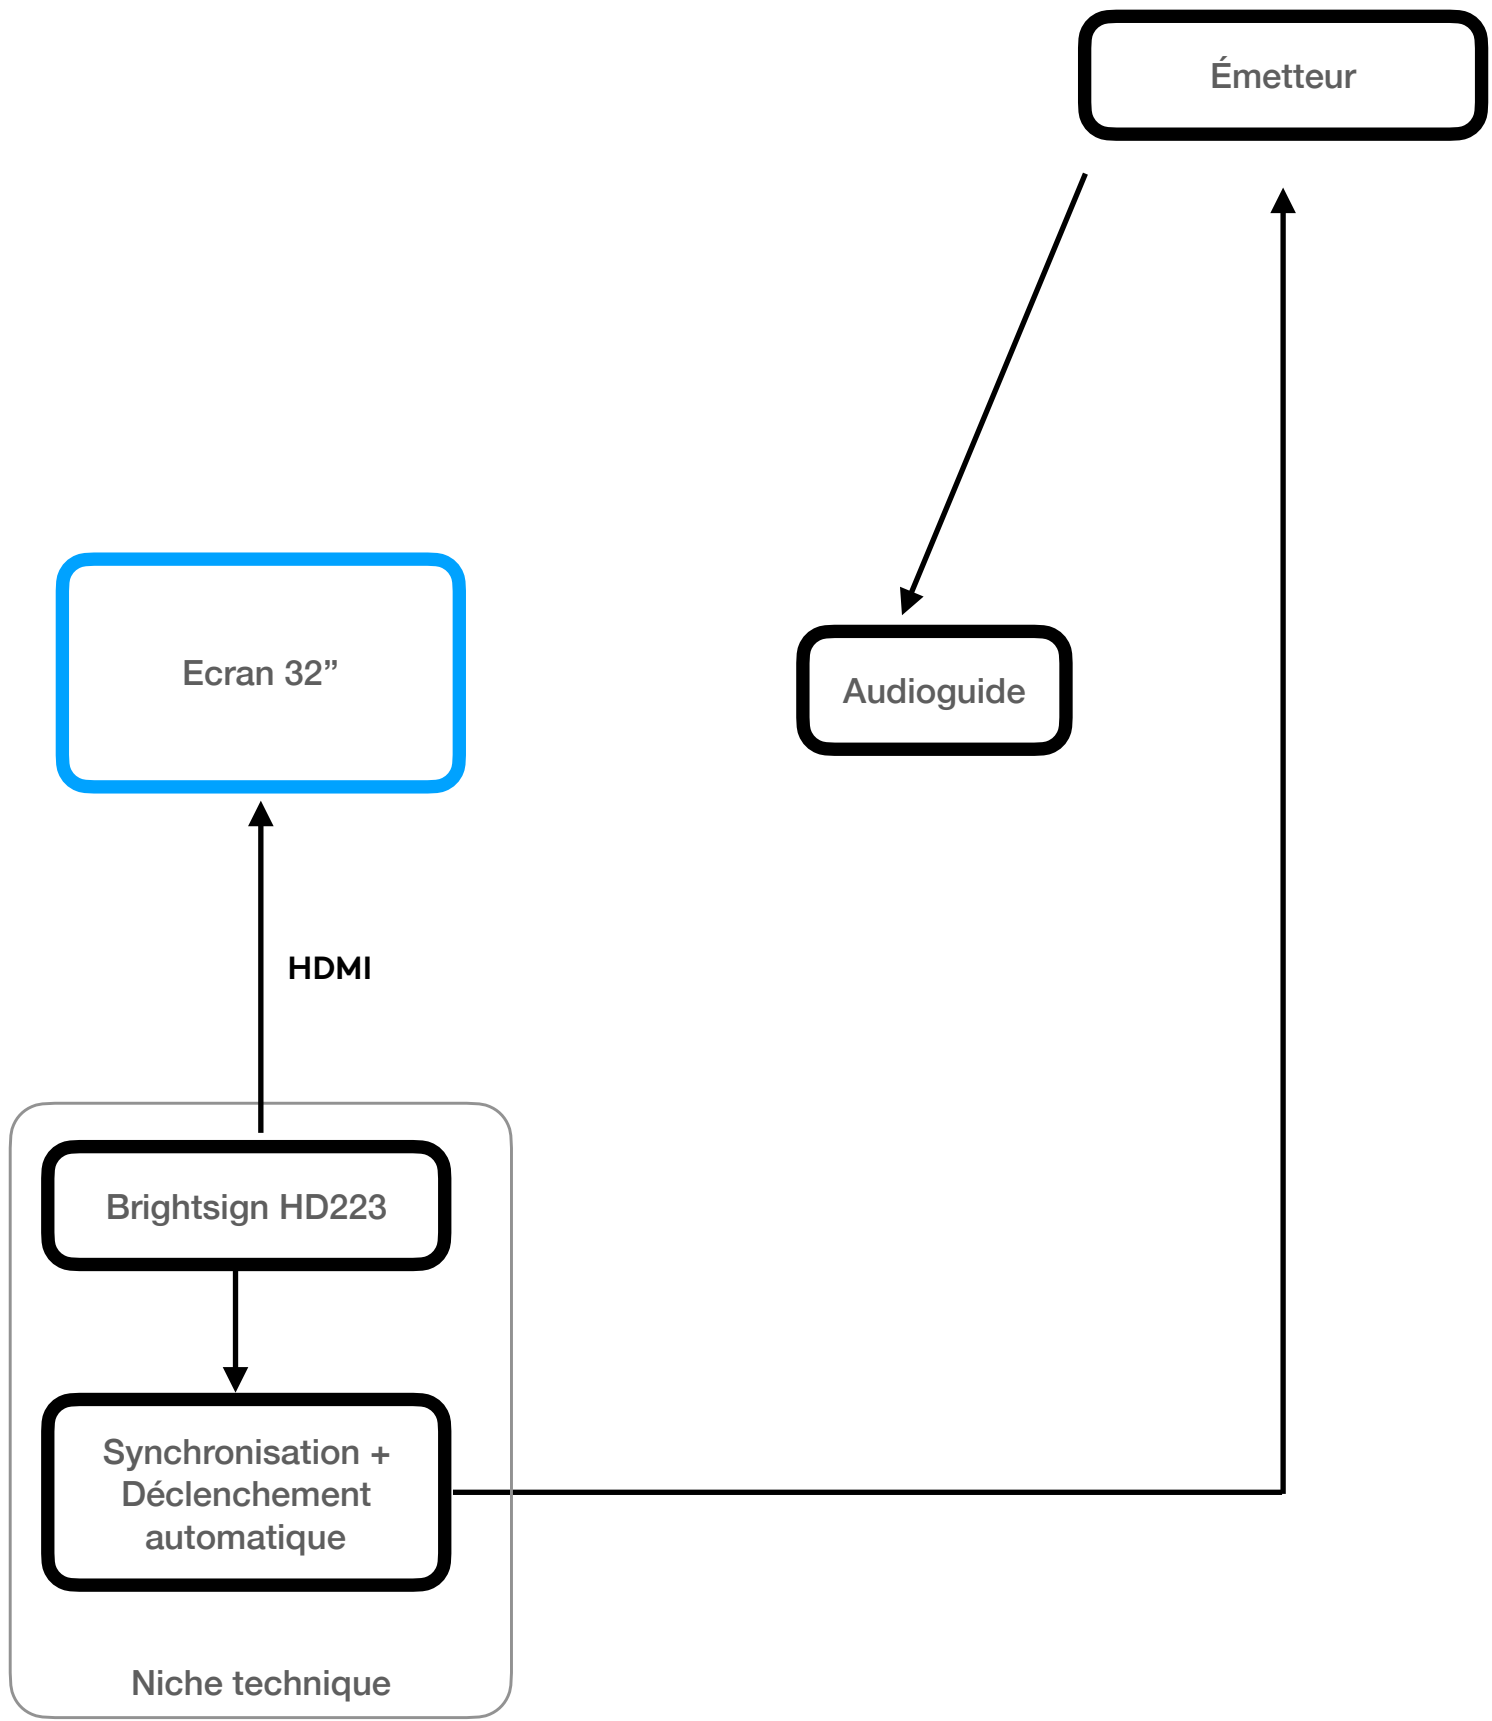 Émetteur
Ecran 32”
Audioguide
HDMI
Brightsign HD223
Synchronisation +
Déclenchement
automatique
Niche technique